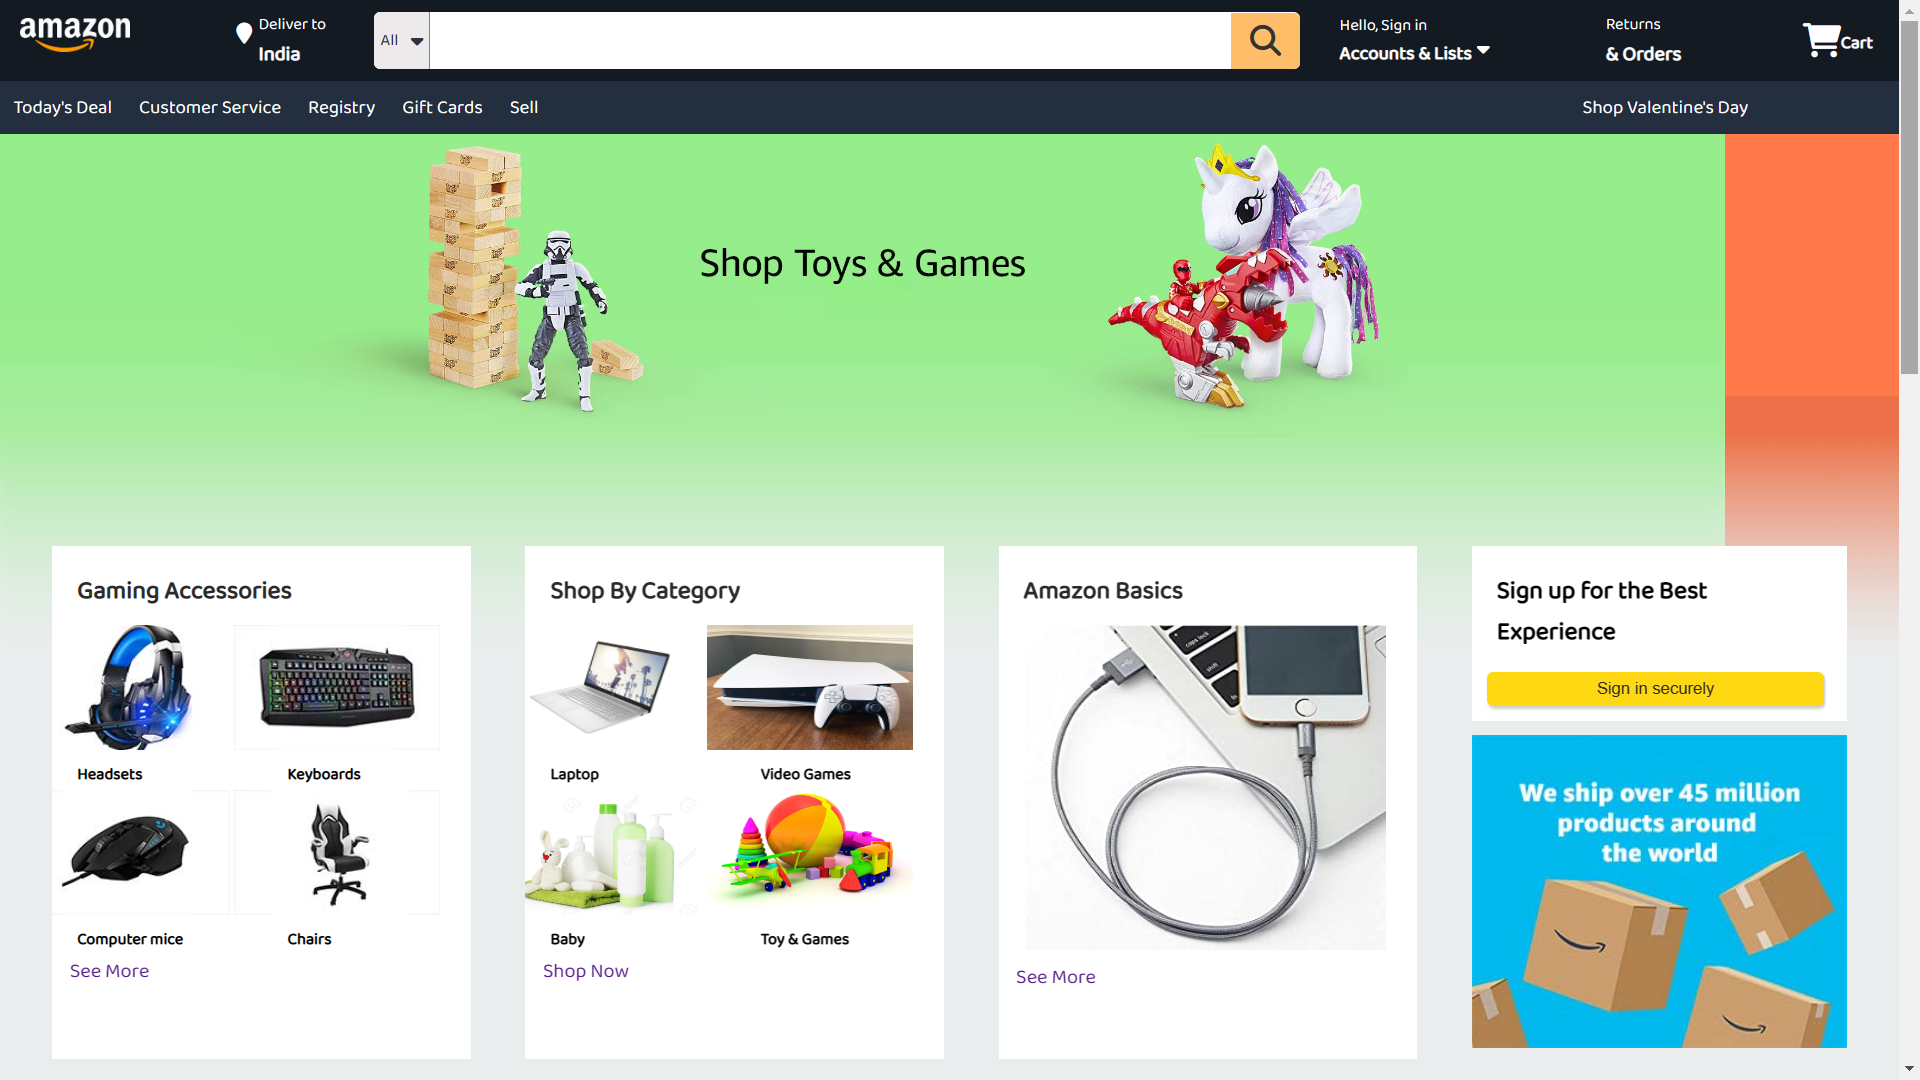 amazon
Deliver to
India
All
Hello, Sign in
Accounts & Lists
Returns
& Orders
Cart
Today's Deal
Customer Service
Registry
Gift Cards
Sell
Shop Valentine's Day
Shop Toys & Games
Gaming Accessories
Headsets
Keyboards
Computer mice
Chairs
See More
Shop By Category
Laptop
Video Games
Baby
Toy & Games
Shop Now
Amazon Basics
caps lock
shift
See More
Sign up for the Best
Experience
Sign in securely
We ship over 45 million
products around
the world